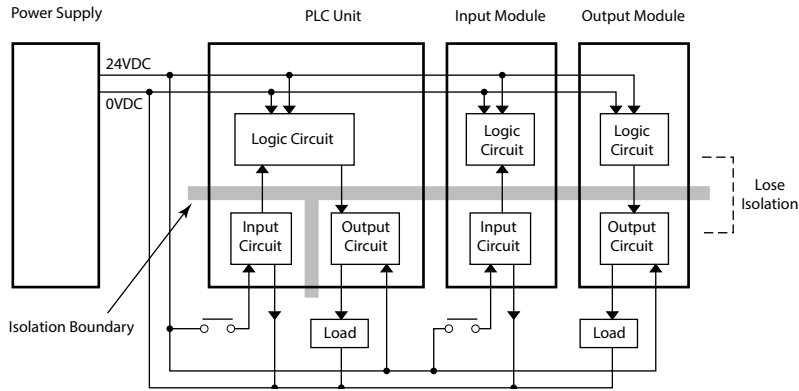 Power Supply
PLC Unit
Input Module
Output Module
24VDC
0VDC
Logic Circuit
Logic
Circuit
Logic
Circuit
Lose
Isolation
Input
Circuit
Output
Circuit
Input
Circuit
Output
Circuit
Isolation Boundary
Load
Load